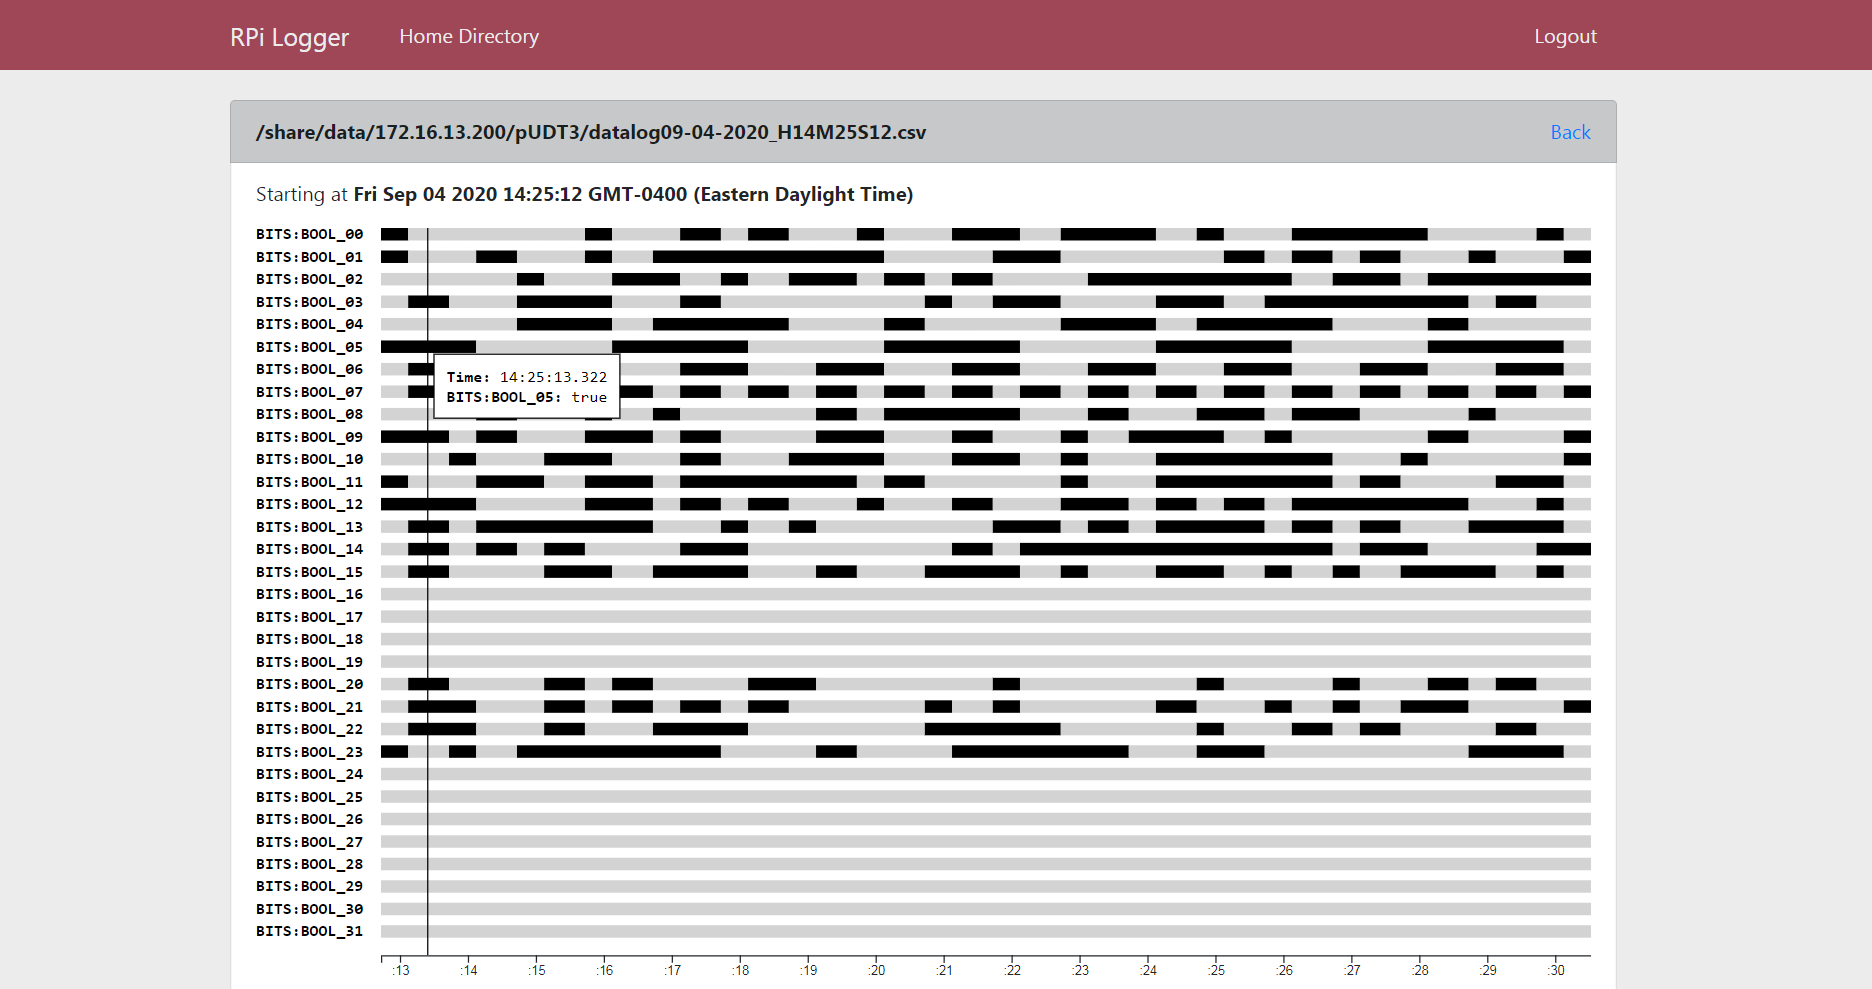 RPi Logger Home Directory Logout
/share/data/172.16.13.200/pUDT3/datalog09-04-2020_H14M25S12.csv Back
Starting at Fri Sep 04 2020 14:25:12 GMT-0400 (Eastern Daylight Time)
BITS:BOOL_00
BITS:BOOL_01
BITS:BOOL_02
BITS:BOOL_03
BITS:BOOL_04
BITS:BOOL_05
BITS:BOOL_06
Time: 14:25:13.322
BITS:BOOL_07
BITS:BOOL_05: true
BITS:BOOL_08
BITS:BOOL_09
BITS:BOOL_10
BITS:BOOL_11
BITS:BOOL_12
BITS:BOOL_13
BITS:BOOL_14
BITS:BOOL_15
BITS:BOOL_16
BITS:BOOL_17
BITS:BOOL_18
BITS:BOOL_19
BITS:BOOL_20
BITS:BOOL_21
BITS:BOOL_22
BITS:BOOL_23
BITS:BOOL_24
BITS:BOOL_25
BITS:BOOL_26
BITS:BOOL_27
BITS:BOOL_28
BITS:BOOL_29
BITS:BOOL_30
BITS:BOOL_31
:13 :14 :15 :16 :17 :18 :19 :20 :21 :22 :23 :24 :25 :26 :27 :28 :29 :30